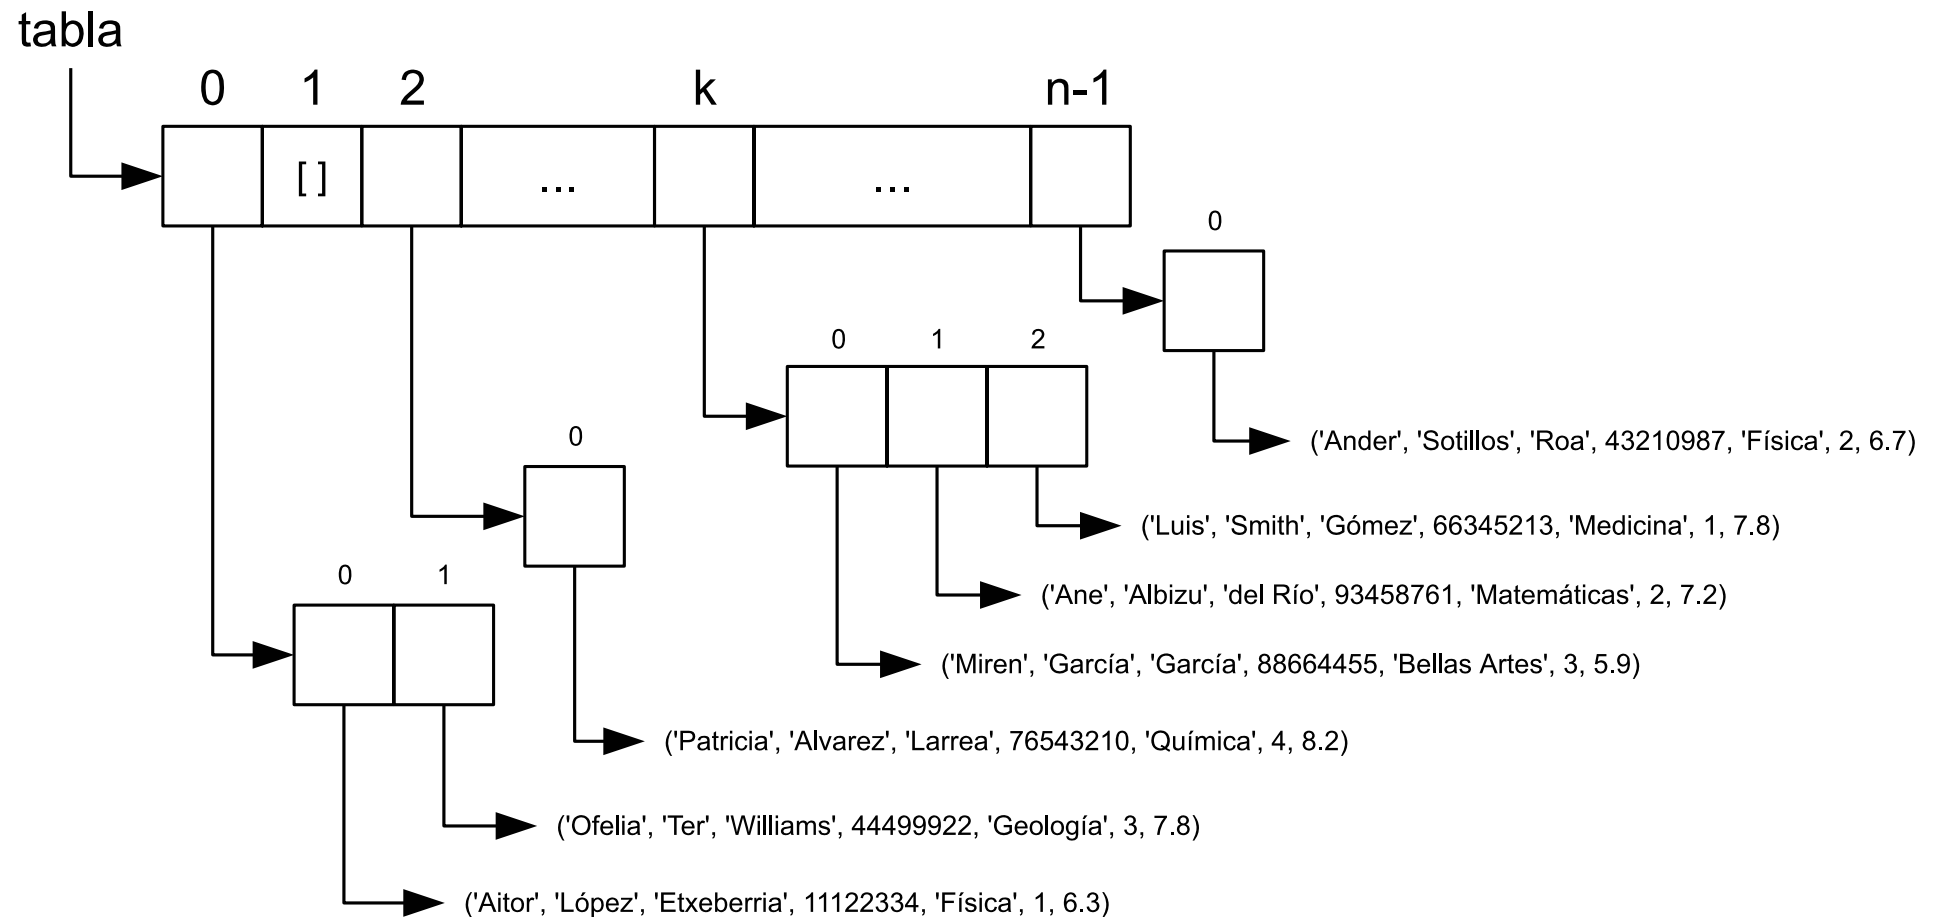 tabla
0 1 2 k n-1
[ ] ... ...
0
0 1 2
0
('Ander', 'Sotillos', 'Roa', 43210987, 'Física', 2, 6.7)
('Luis', 'Smith', 'Gómez', 66345213, 'Medicina', 1, 7.8)
0 1
('Ane', 'Albizu', 'del Río', 93458761, 'Matemáticas', 2, 7.2)
('Miren', 'García', 'García', 88664455, 'Bellas Artes', 3, 5.9)
('Patricia', 'Alvarez', 'Larrea', 76543210, 'Química', 4, 8.2)
('Ofelia', 'Ter', 'Williams', 44499922, 'Geología', 3, 7.8)
('Aitor', 'López', 'Etxeberria', 11122334, 'Física', 1, 6.3)